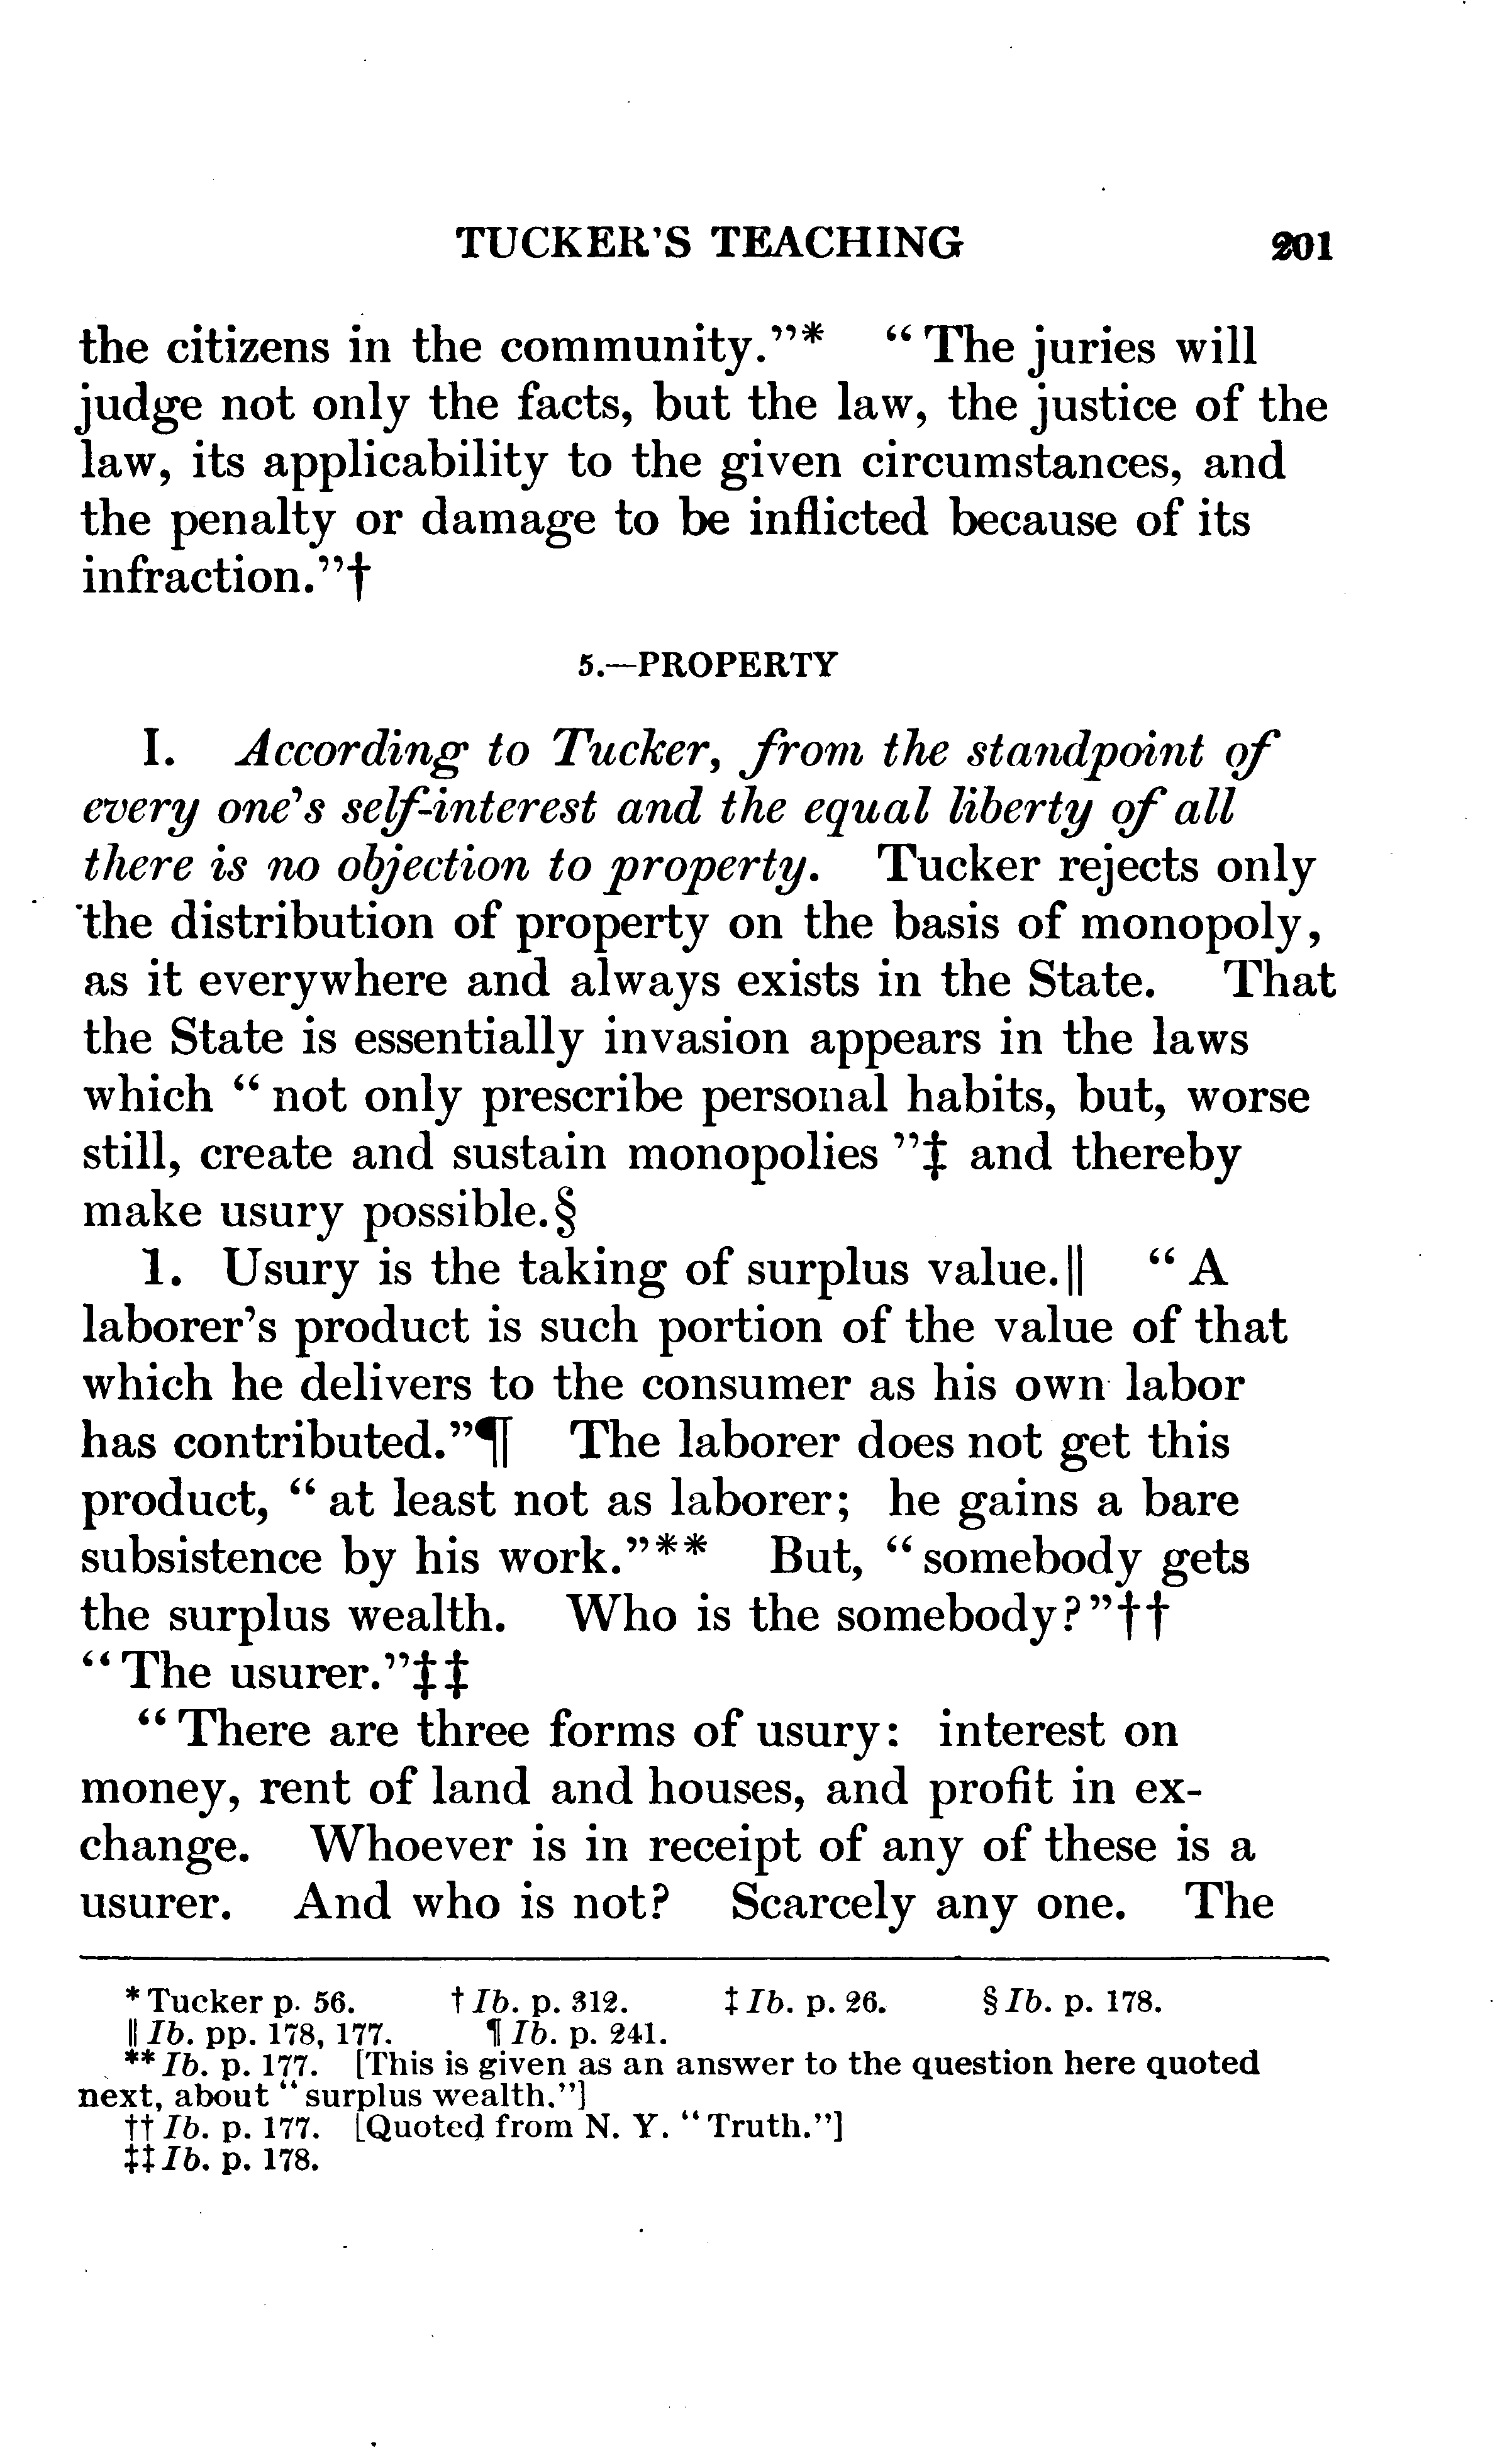 TUCKER'S TEACHING 201
the citizens in the community."* "The juries will
judge not only the facts, but the law, the justice of the
law, its applicability to the given circumstances, and
the penalty or damage to be inflicted because of its
infraction."†
5.—PROPERTY
I. According to Tucker, from the standpoint of
every one's self-interest and the equal liberty of all
there is no objection to property. Tucker rejects only
the distribution of property on the basis of monopoly,
as it everywhere and always exists in the State. That
the State is essentially invasion appears in the laws
which "not only prescribe personal habits, but, worse
still, create and sustain monopolies"‡ and thereby
make usury possible.§
1. Usury is the taking of surplus value.‖ "A
laborer's product is such portion of the value of that
which he delivers to the consumer as his own labor
has contributed."¶ The laborer does not get this
product, "at least not as laborer; he gains a bare
subsistence by his work."** But, "somebody gets
the surplus wealth. Who is the somebody?"††
"The usurer."‡‡
"There are three forms of usury: interest on
money, rent of land and houses, and profit in ex-
change. Whoever is in receipt of any of these is a
usurer. And who is not? Scarcely any one. The
* Tucker p. 56. † Ib. p. 312. ‡ Ib. p. 26. § Ib. p. 178.
‖ Ib. pp. 178, 177. ¶ Ib. p. 241.
** Ib. p. 177. [This is given as an answer to the question here quoted
next, about "surplus wealth."]
†† Ib. p. 177. [Quoted from N. Y. "Truth."]
‡‡ Ib. p. 178.